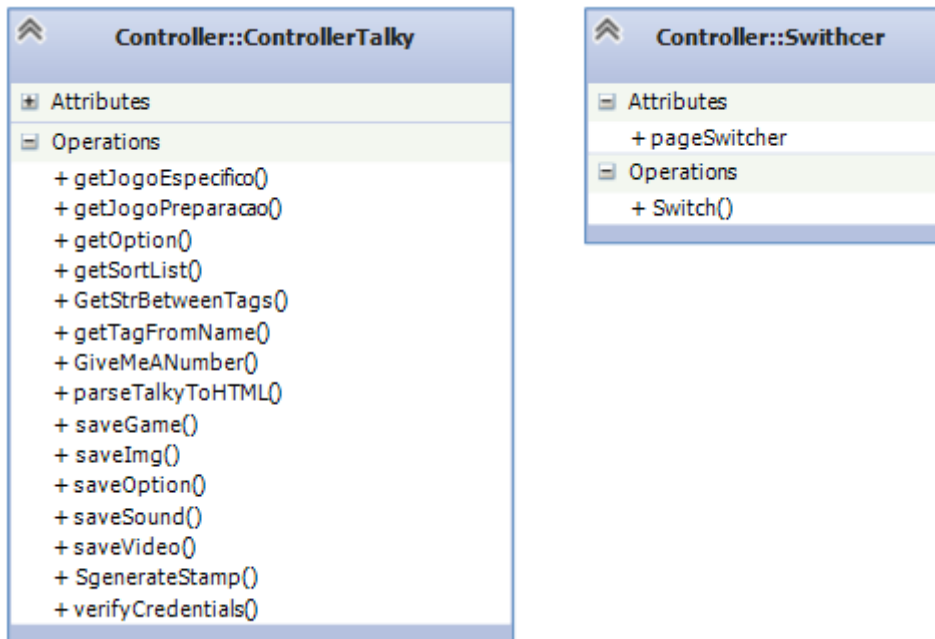 Controller::ControllerTalky
Attributes
Operations
+ getJogoEspecifico()
+ getJogoPreparacao()
+ getOption()
+ getSortList()
+ GetStrBetweenTags()
+ getTagFromName()
+ GiveMeANumber()
+ parseTalkyToHTML()
+ saveGame()
+ saveImg()
+ saveOption()
+ saveSound()
+ saveVideo()
+ SgenerateStamp()
+ verifyCredentials()
Controller::Swithcer
Attributes
+ pageSwitcher
Operations
+ Switch()